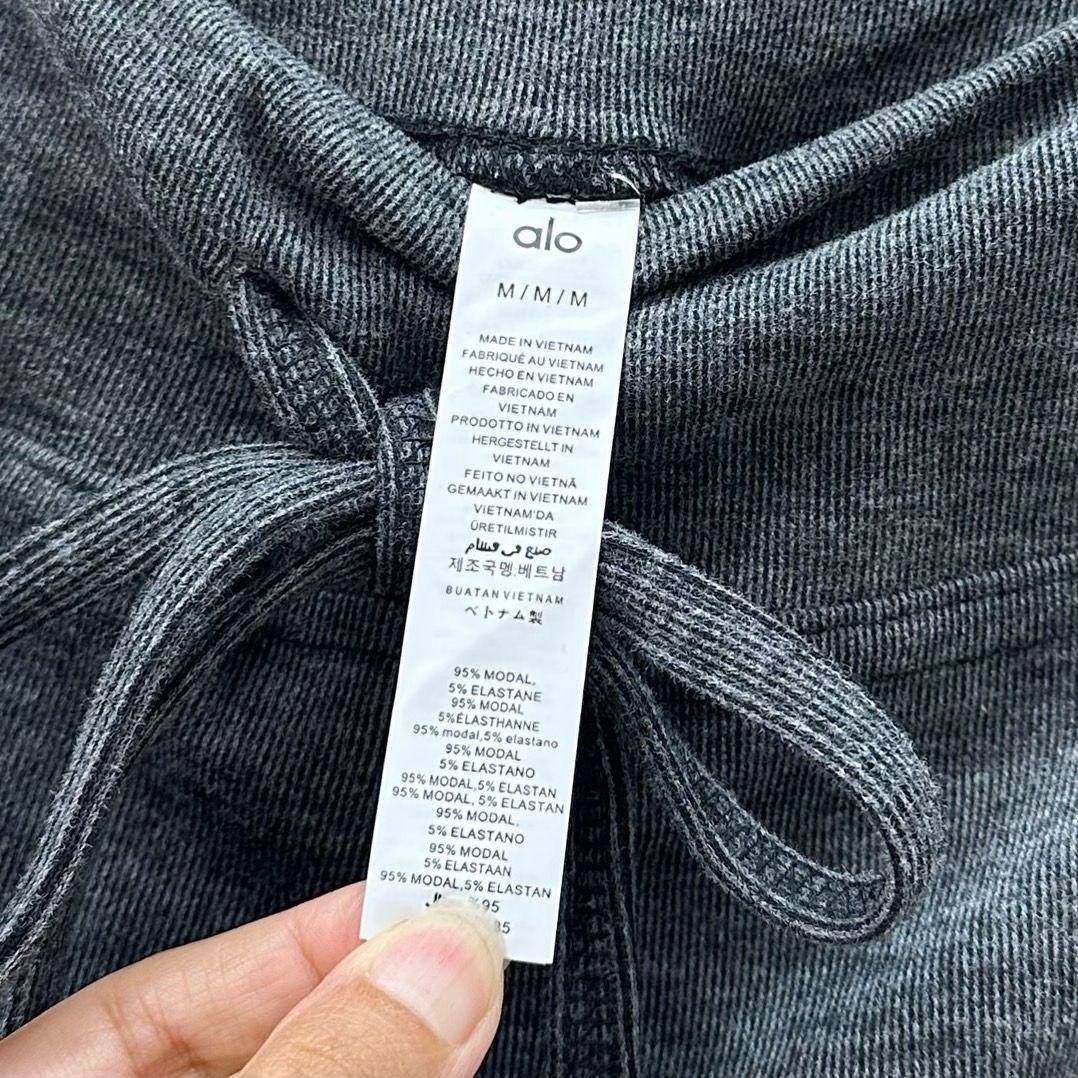 alo
M / M / M
MADE IN VIETNAM
FABRIQUÉ AU VIETNAM
HECHO EN VIETNAM
FABRICADO EN
VIETNAM
PRODOTTO IN VIETNAM
HERGESTELLT IN
VIETNAM
FEITO NO VIETNÃ
GEMAAKT IN VIETNAM
VIETNAM'DA
ÜRETILMISTIR
صنع في
제조국멩.베트남
BUATAN VIETNAM
ベトナム製
95% MODAL,
5% ELASTANE
95% MODAL
5%ÉLASTHANNE
95% modal,5% elastano
95% MODAL
5% ELASTANO
95% MODAL,5% ELASTAN
95% MODAL, 5% ELASTAN
95% MODAL,
5% ELASTANO
95% MODAL
5% ELASTAAN
95% MODAL,5% ELASTAN
%95